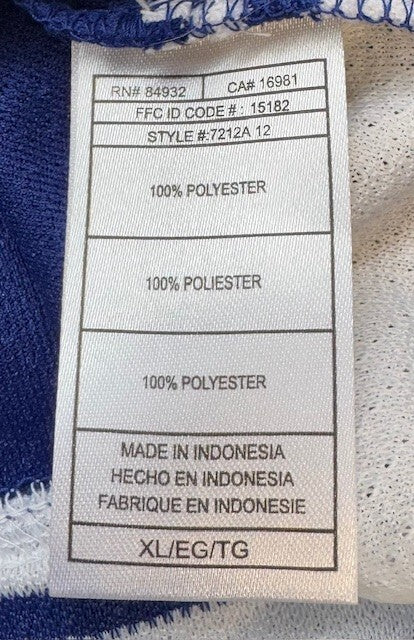 RN# 84932 CA# 16981
FFC ID CODE # : 15182
STYLE #:7212A 12
100% POLYESTER
100% POLIESTER
100% POLYESTER
MADE IN INDONESIA
HECHO EN INDONESIA
FABRIQUE EN INDONESIE
XL/EG/TG